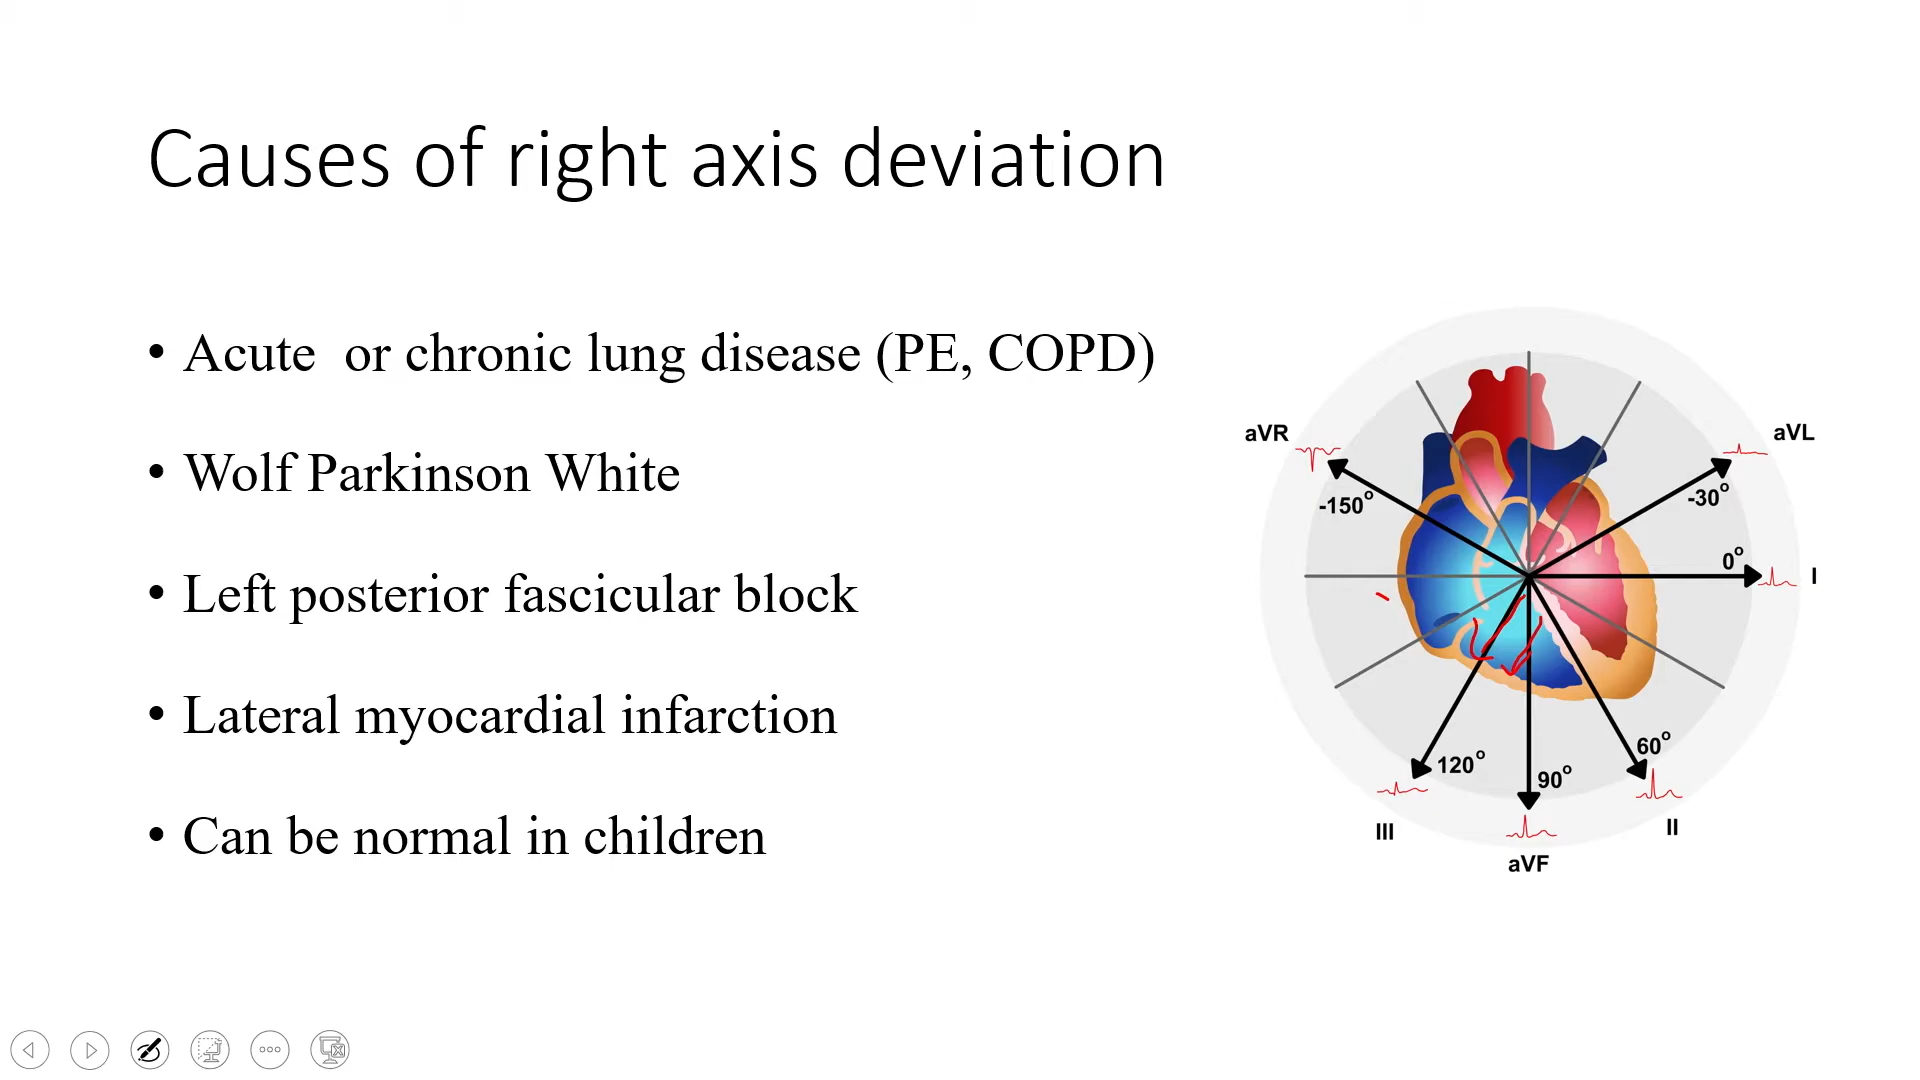 Causes of right axis deviation
• Acute  or chronic lung disease (PE, COPD)
• Wolf Parkinson White
• Left posterior fascicular block
• Lateral myocardial infarction
• Can be normal in children
aVR
aVL
-150°
-30°
0°
I
120°
90°
60°
III
II
aVF